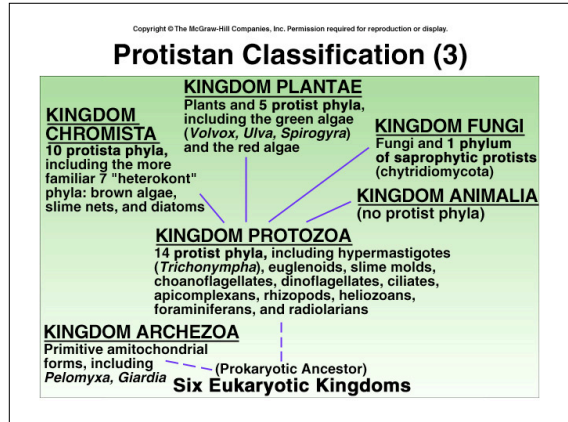 Copyright © The McGraw-Hill Companies, Inc. Permission required for reproduction or display.
Protistan Classification (3)
KINGDOM PLANTAE
Plants and 5 protist phyla,
including the green algae
(Volvox, Ulva, Spirogyra)
and the red algae
KINGDOM
CHROMISTA
10 protista phyla,
including the more
familiar 7 "heterokont"
phyla: brown algae,
slime nets, and diatoms
KINGDOM FUNGI
Fungi and 1 phylum
of saprophytic protists
(chytridiomycota)
KINGDOM ANIMALIA
(no protist phyla)
KINGDOM PROTOZOA
14 protist phyla, including hypermastigotes
(Trichonympha), euglenoids, slime molds,
choanoflagellates, dinoflagellates, ciliates,
apicomplexans, rhizopods, heliozoans,
foraminiferans, and radiolarians
KINGDOM ARCHEZOA
Primitive amitochondrial
forms, including
Pelomyxa, Giardia
(Prokaryotic Ancestor)
Six Eukaryotic Kingdoms